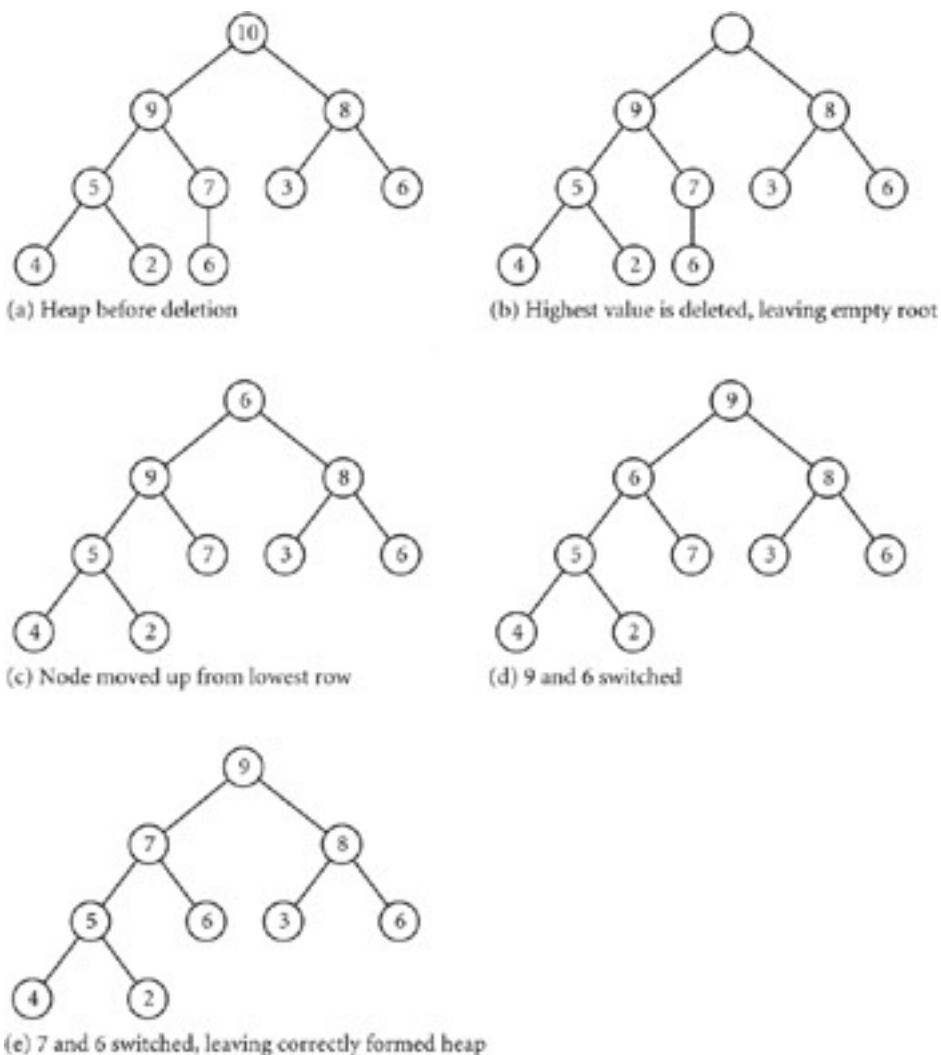 10
9 8
5 7 3 6
4 2 6
(a) Heap before deletion
9 8
5 7 3 6
4 2 6
(b) Highest value is deleted, leaving empty root
6
9 8
5 7 3 6
4 2
(c) Node moved up from lowest row
9
6 8
5 7 3 6
4 2
(d) 9 and 6 switched
9
7 8
5 6 3 6
4 2
(e) 7 and 6 switched, leaving correctly formed heap